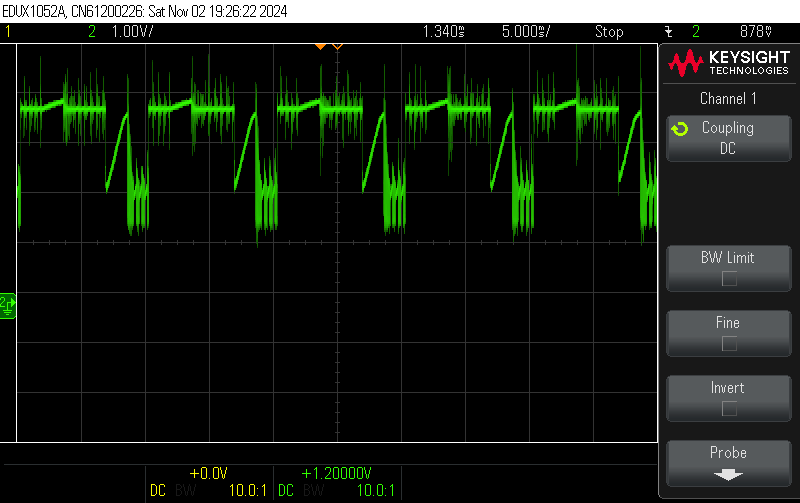 EDUX1052A, CN61200226: Sat Nov 02 19:26:22 2024
1 2 1.00V/ 1.340s 5.000s/ Stop 2 878V
KEYSIGHT
TECHNOLOGIES
Channel 1
Coupling
DC
BW Limit
Fine
Invert
Probe
2
+0.0V +1.20000V
DC BW 10.0:1 DC BW 10.0:1